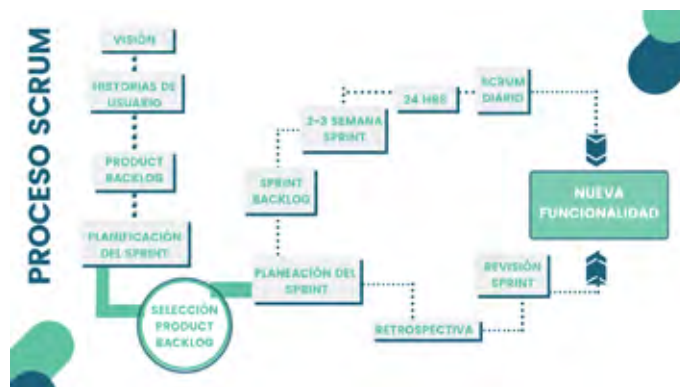 PROCESO SCRUM
VISIÓN
HISTORIAS DE
USUARIO
PRODUCT
BACKLOG
PLANIFICACIÓN
DEL SPRINT
SELECCIÓN
PRODUCT
BACKLOG
PLANEACIÓN DEL
SPRINT
SPRINT
BACKLOG
2-3 SEMANA
SPRINT
24 HRS
SCRUM
DIÁRIO
NUEVA
FUNCIONALIDAD
REVISIÓN
SPRINT
RETROSPECTIVA